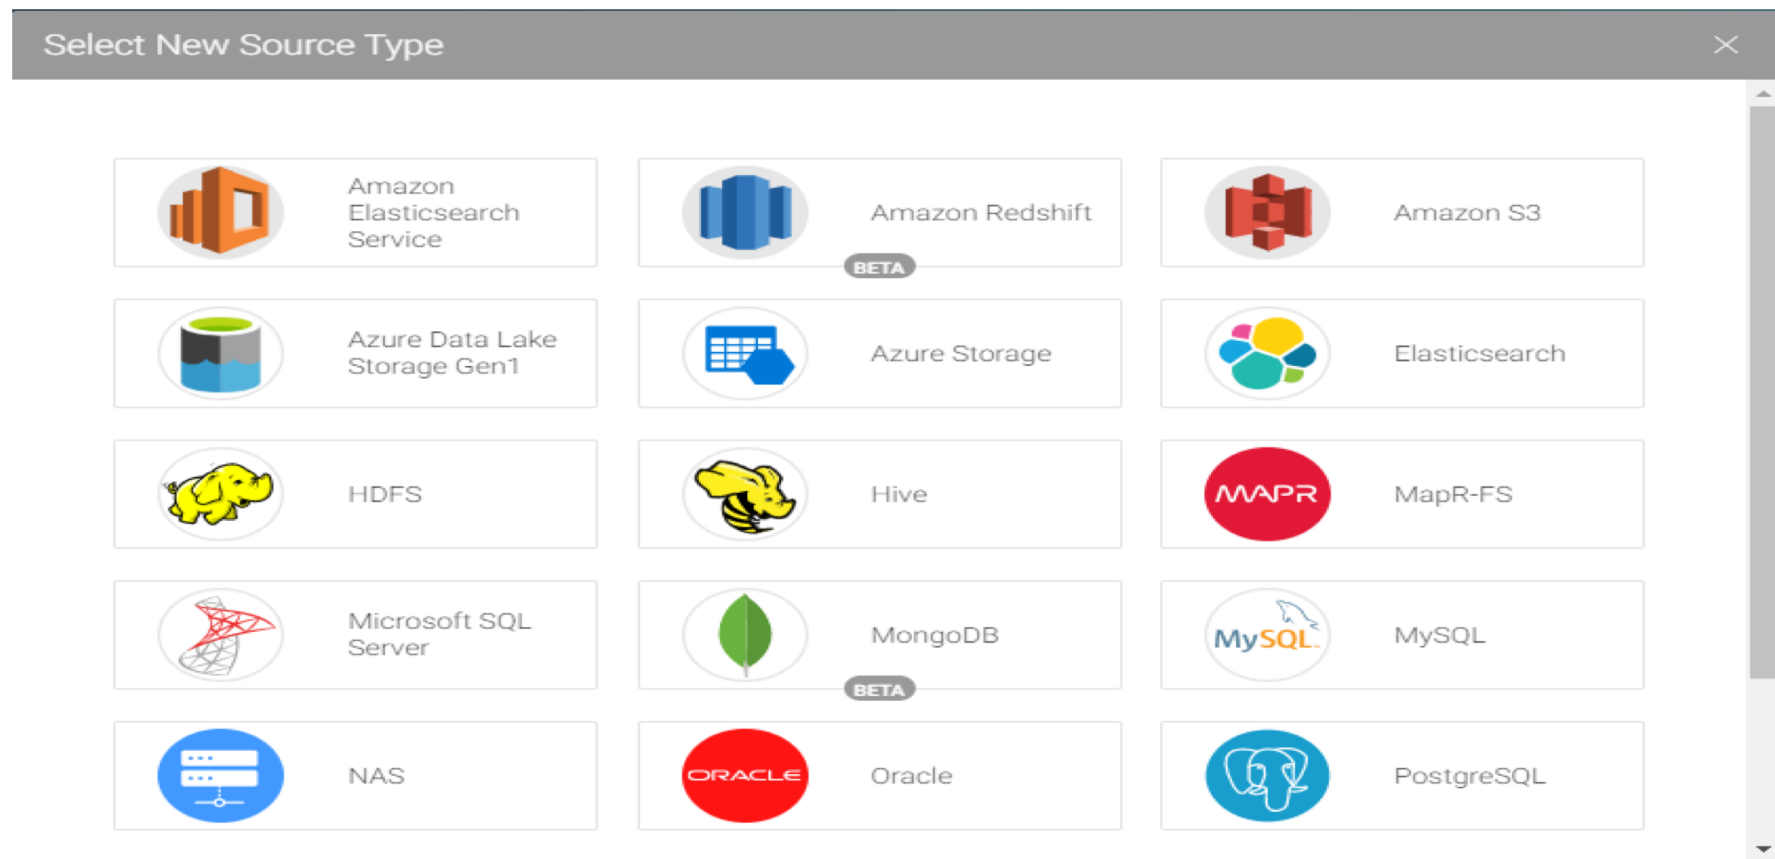 Select New Source Type
Amazon
Elasticsearch
Service
Amazon Redshift
BETA
Amazon S3
Azure Data Lake
Storage Gen1
Azure Storage
Elasticsearch
HDFS
Hive
MAPR
MapR-FS
Microsoft SQL
Server
MongoDB
BETA
MySQL
MySQL
NAS
ORACLE
Oracle
PostgreSQL